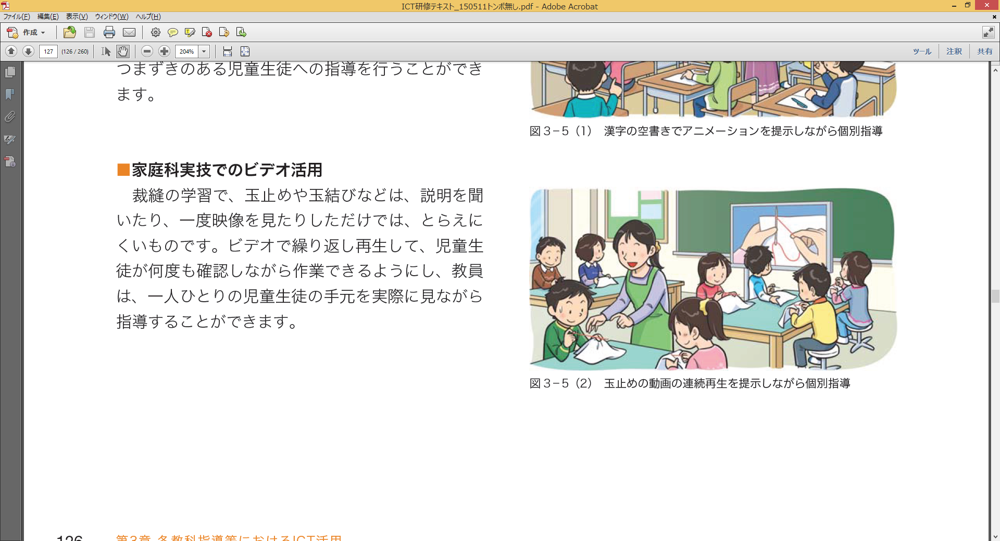 ICT研修テキスト_150511トンボ無し.pdf - Adobe Acrobat
ファイル(F) 編集(E) 表示(V) ウィンドウ(W) ヘルプ(H)
作成
127 (126 / 260) 204% ツール 注釈 共有
つまずきのある児童生徒への指導を行うことができ
ます。
図３−５（1） 漢字の空書きでアニメーションを提示しながら個別指導
■家庭科実技でのビデオ活用
裁縫の学習で、玉止めや玉結びなどは、説明を聞
いたり、一度映像を見たりしただけでは、とらえに
くいものです。ビデオで繰り返し再生して、児童生
徒が何度も確認しながら作業できるようにし、教員
は、一人ひとりの児童生徒の手元を実際に見ながら
指導することができます。
図３−５（2） 玉止めの動画の連続再生を提示しながら個別指導
126 第3章 各教科指導等におけるICT活用